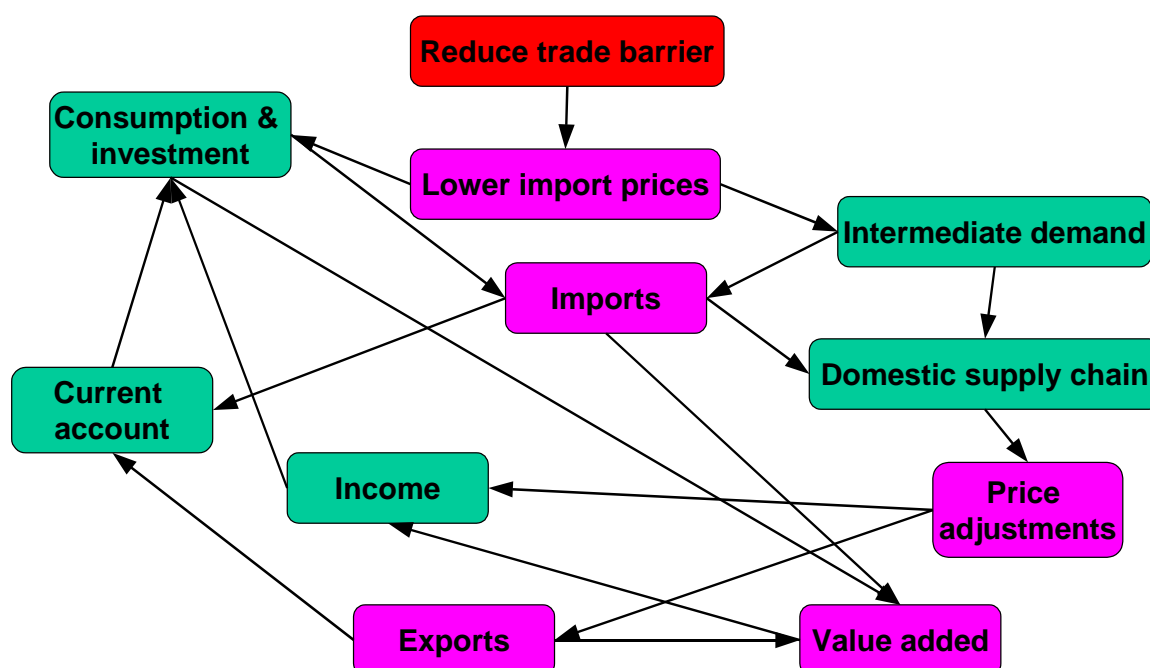 Reduce trade barrier
Consumption &
investment
Lower import prices
Intermediate demand
Imports
Domestic supply chain
Current
account
Income
Price
adjustments
Exports
Value added